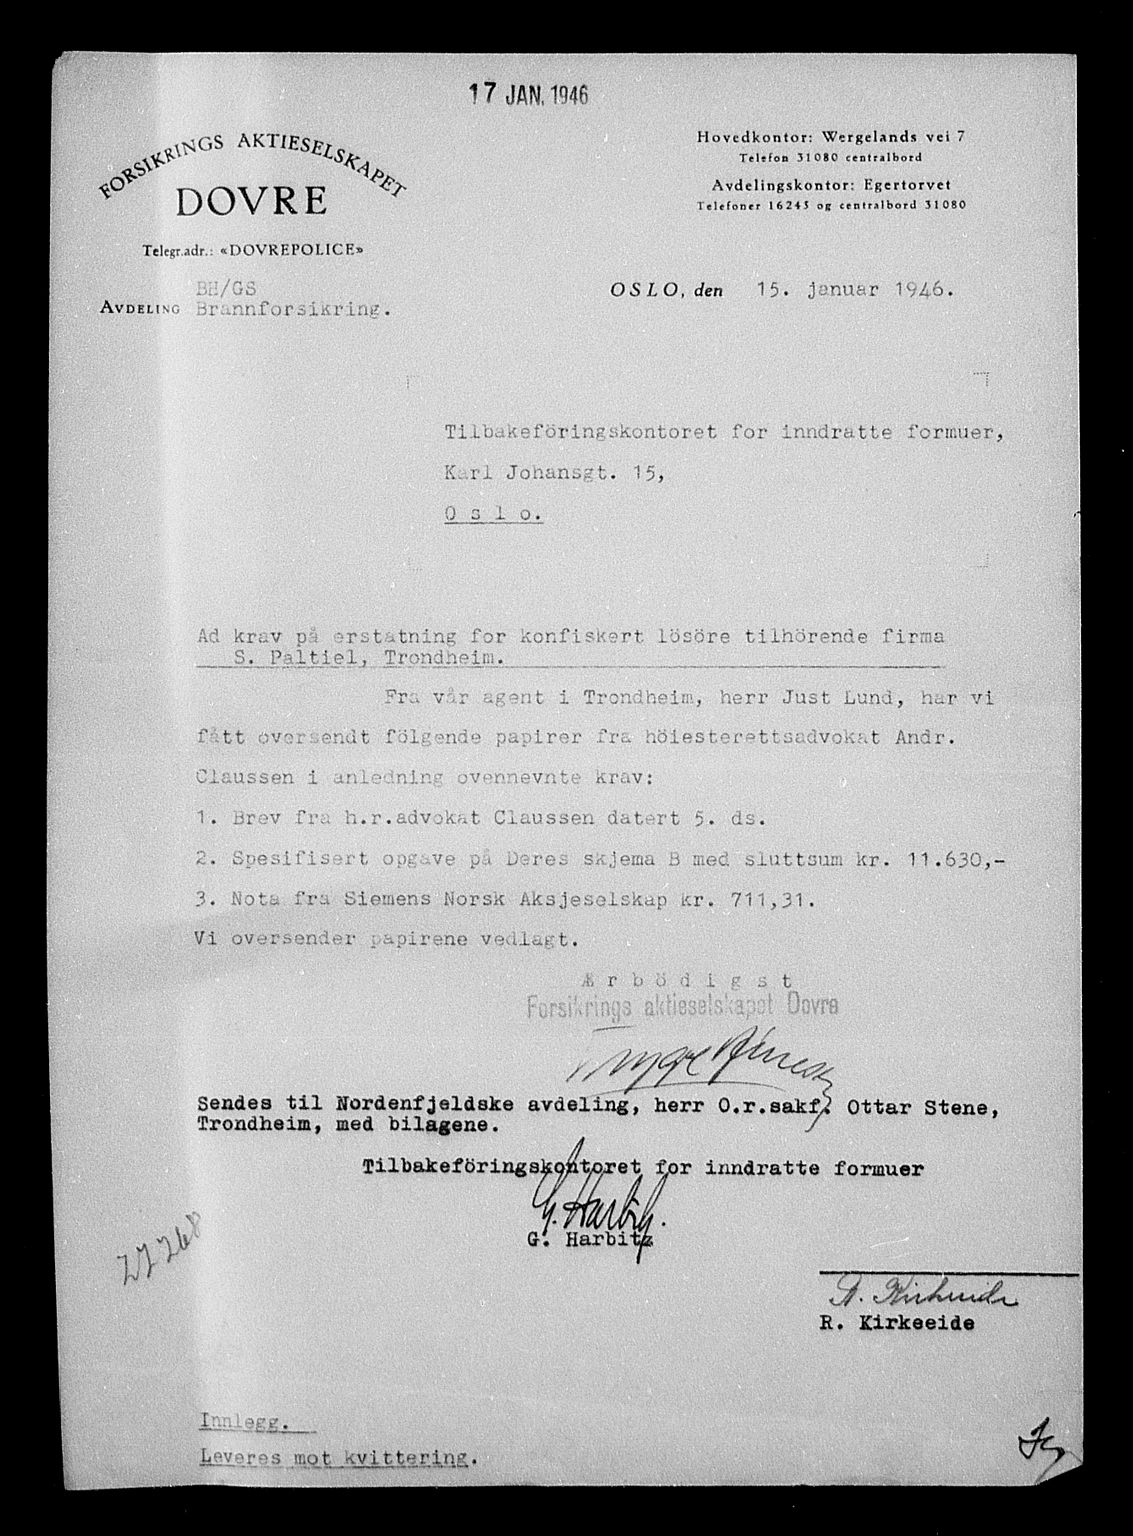 17 JAN. 1946
FORSIKRINGS AKTIESELSKAPET
DOVRE
Telegr.adr.: «DOVREPOLICE»
Hovedkontor: Wergelands vei 7
Telefon 31080 centralbord
Avdelingskontor: Egertorvet
Telefoner 16245 og centralbord 31080
BH/GS
AVDELING Brannforsikring.
OSLO, den 15. januar 1946.
Tilbakeföringskontoret for inndratte formuer,
Karl Johansgt. 15,
O s l o.
Ad krav på erstatning for konfiskert lösöre tilhörende firma
S. Paltiel, Trondheim.
Fra vår agent i Trondheim, herr Just Lund, har vi
fått oversendt fölgende papirer fra höiesterettsadvokat Andr.
Claussen i anledning ovennevnte krav:
1. Brev fra h.r.advokat Claussen datert 5. ds.
2. Spesifisert opgave på Deres skjema B med sluttsum kr. 11.630,-
3. Nota fra Siemens Norsk Aksjeselskap kr. 711,31.
Vi oversender papirene vedlagt.
Æ r b ö d i g s t
Forsikrings aktieselskapet Dovre
Sendes til Nordenfjeldske avdeling, herr O.r.sakf. Ottar Stene,
Trondheim, med bilagene.
Tilbakeföringskontoret for inndratte formuer
G. Harbitz
G. Harbitz
R. Kirkeeide
R. Kirkeeide
Innlegg.
Leveres mot kvittering.